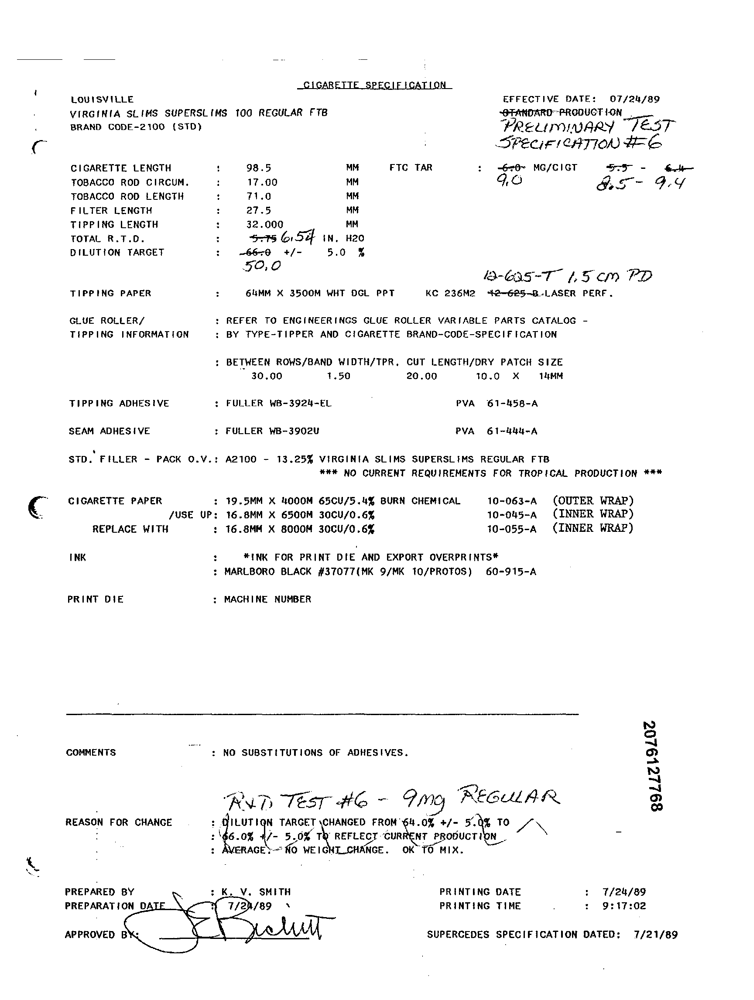 CIGARETTE SPECIFICATION
LOUISVILLE EFFECTIVE DATE: 07/24/89
VIRGINIA SLIMS SUPERSLIMS 100 REGULAR FTB STANDARD PRODUCTION
BRAND CODE-2100 (STD) PRELIMINARY TEST
SPECIFICATION #6
CIGARETTE LENGTH : 98.5 MM FTC TAR : 6.0 MG/CIGT 5.5 - 6.4
TOBACCO ROD CIRCUM. : 17.00 MM 9.0 8.5 - 9.4
TOBACCO ROD LENGTH : 71.0 MM
FILTER LENGTH : 27.5 MM
TIPPING LENGTH : 32.000 MM
TOTAL R.T.D. : 5.75 6.54 IN. H2O
DILUTION TARGET : 66.0 +/- 5.0 %
50.0
12-625-T 1.5 CM PD
TIPPING PAPER : 64MM X 3500M WHT DGL PPT KC 236M2 12-625-B LASER PERF.
GLUE ROLLER/ : REFER TO ENGINEERINGS GLUE ROLLER VARIABLE PARTS CATALOG -
TIPPING INFORMATION : BY TYPE-TIPPER AND CIGARETTE BRAND-CODE-SPECIFICATION
: BETWEEN ROWS/BAND WIDTH/TPR. CUT LENGTH/DRY PATCH SIZE
30.00 1.50 20.00 10.0 X 14MM
TIPPING ADHESIVE : FULLER WB-3924-EL PVA 61-458-A
SEAM ADHESIVE : FULLER WB-3902U PVA 61-444-A
STD. FILLER - PACK O.V.: A2100 - 13.25% VIRGINIA SLIMS SUPERSLIMS REGULAR FTB
*** NO CURRENT REQUIREMENTS FOR TROPICAL PRODUCTION ***
CIGARETTE PAPER : 19.5MM X 4000M 65CU/5.4% BURN CHEMICAL 10-063-A (OUTER WRAP)
/USE UP: 16.8MM X 6500M 30CU/0.6% 10-045-A (INNER WRAP)
REPLACE WITH : 16.8MM X 8000M 30CU/0.6% 10-055-A (INNER WRAP)
INK : *INK FOR PRINT DIE AND EXPORT OVERPRINTS*
: MARLBORO BLACK #37077(MK 9/MK 10/PROTOS) 60-915-A
PRINT DIE : MACHINE NUMBER
2076127768
COMMENTS : NO SUBSTITUTIONS OF ADHESIVES.
TEST #6 - 9mg REGULAR
REASON FOR CHANGE : DILUTION TARGET CHANGED FROM 64.0% +/- 5.0% TO
: 66.0% +/- 5.0% TO REFLECT CURRENT PRODUCTION
: AVERAGE. NO WEIGHT CHANGE. OK TO MIX.
PREPARED BY : K. V. SMITH PRINTING DATE : 7/24/89
PREPARATION DATE : 7/24/89 PRINTING TIME : 9:17:02
APPROVED BY: SUPERCEDES SPECIFICATION DATED: 7/21/89